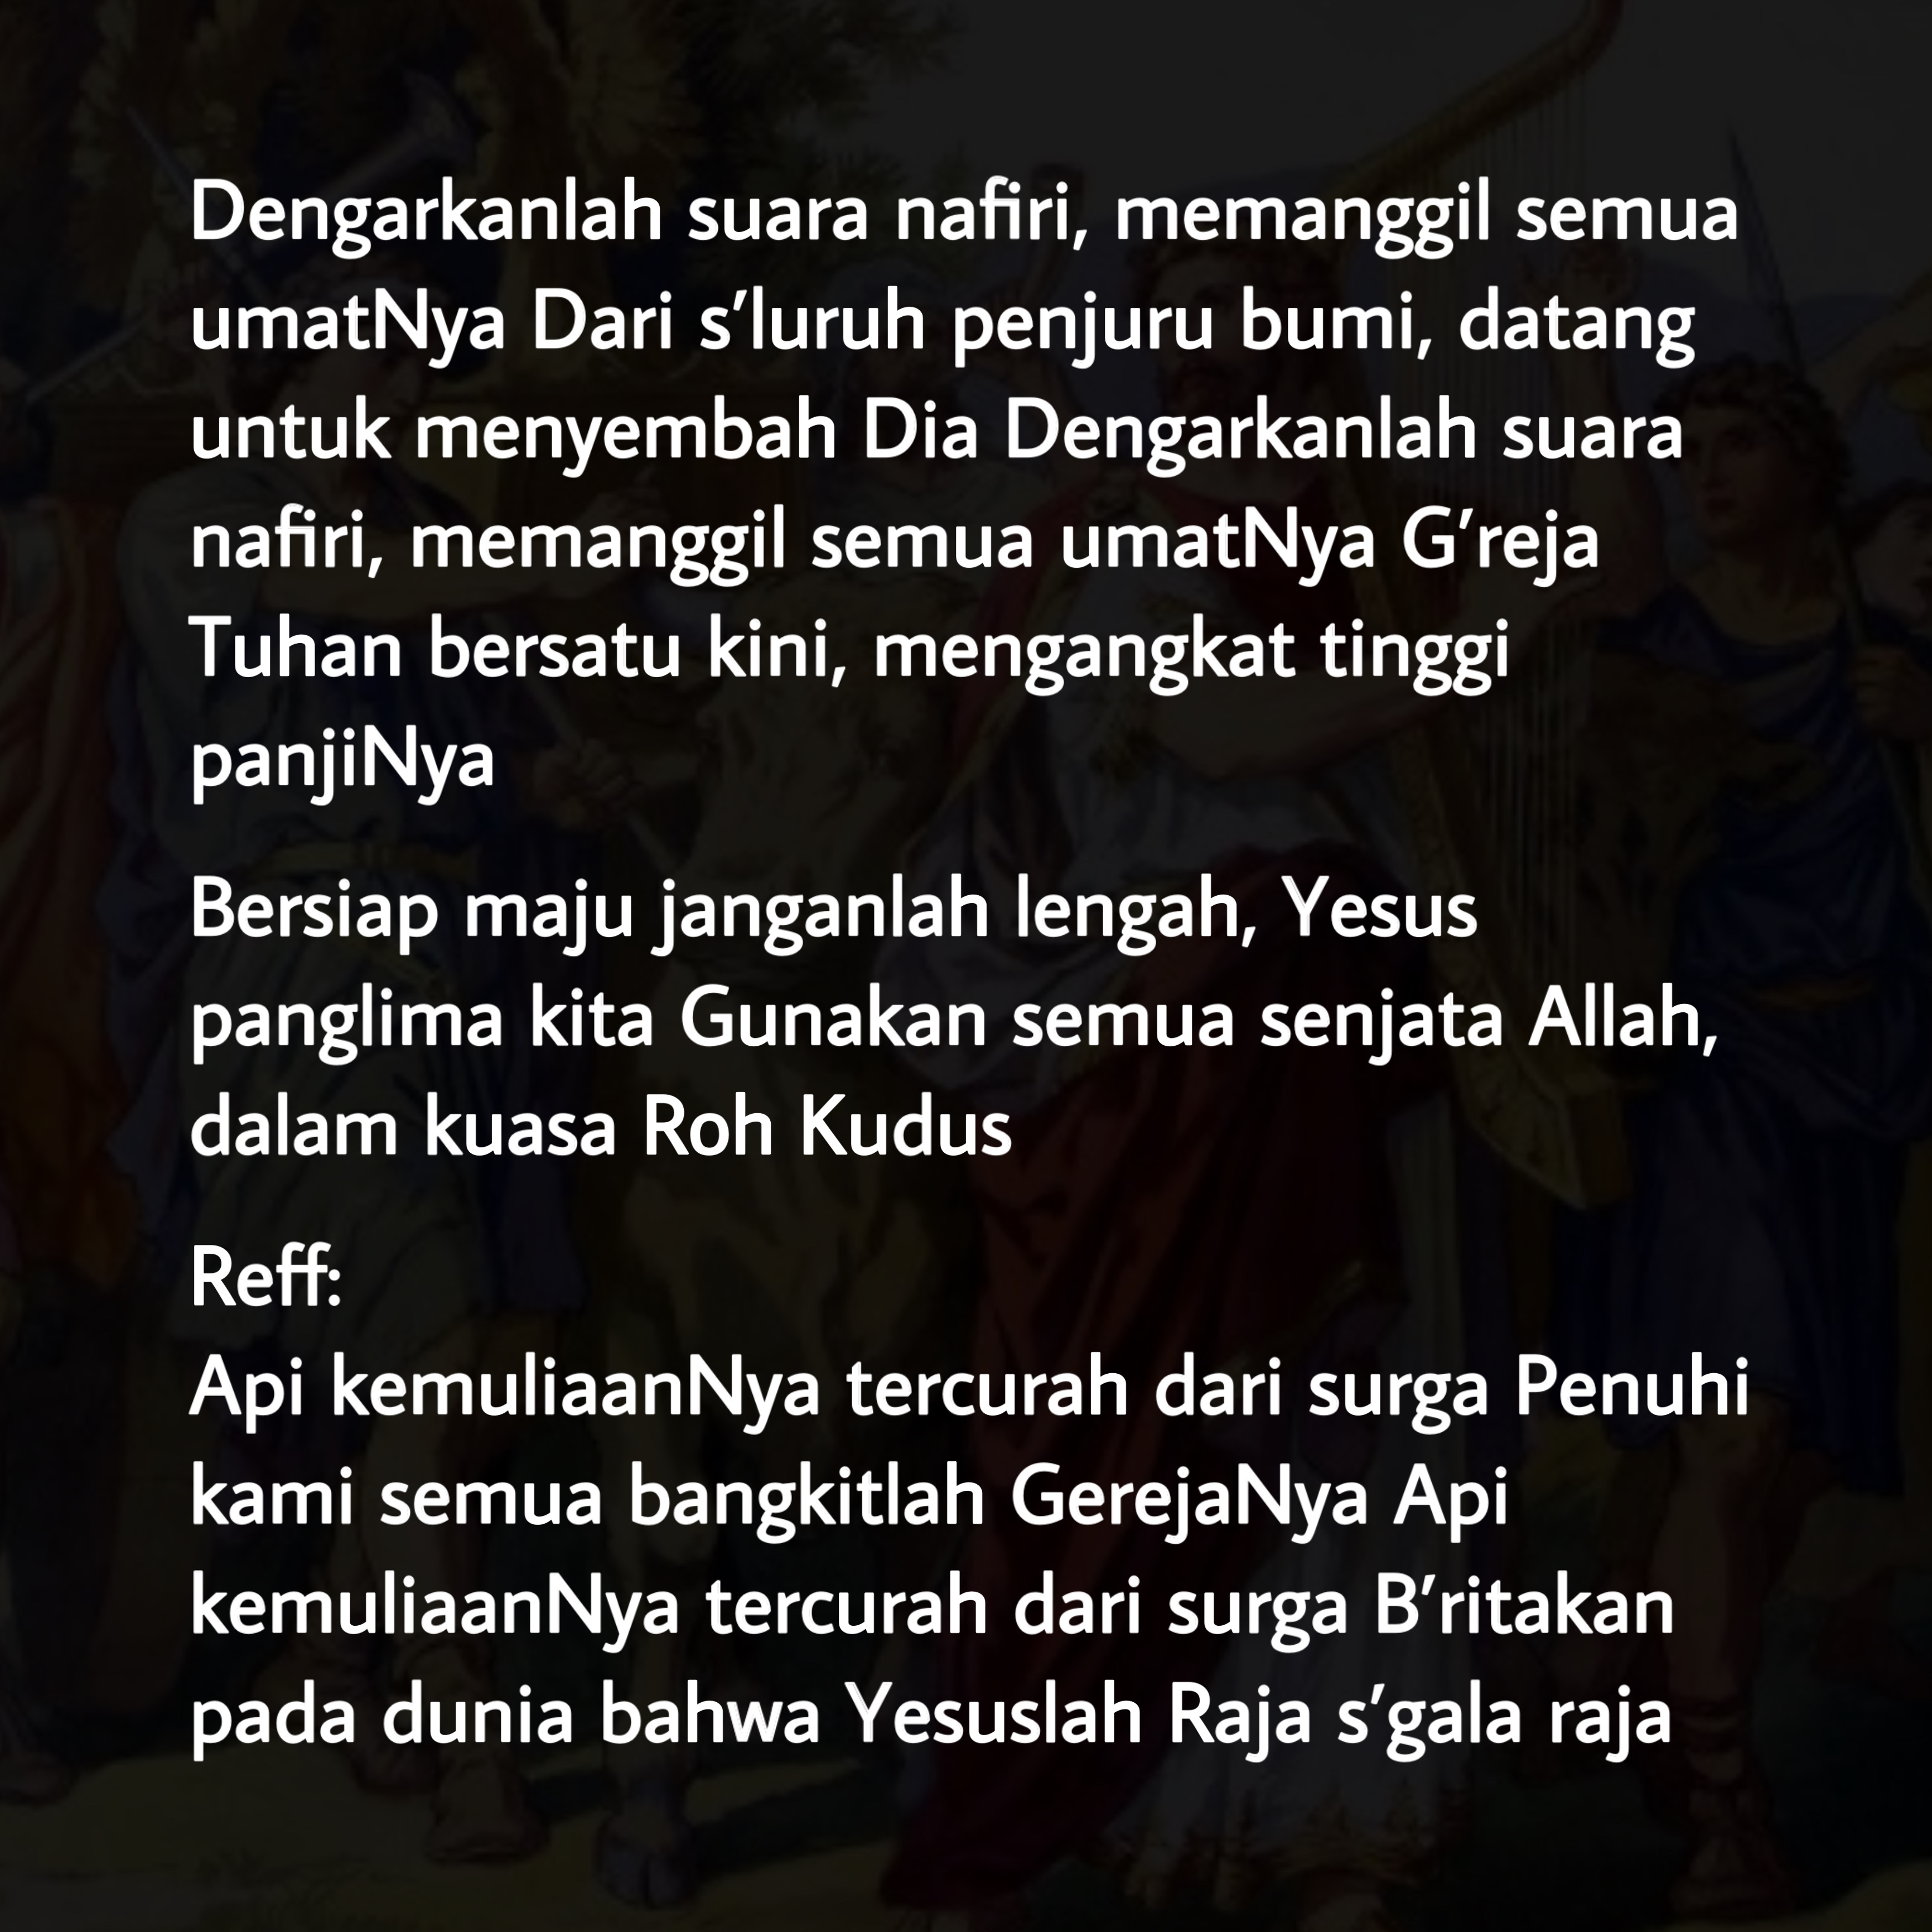 Dengarkanlah suara nafiri, memanggil semua
umatNya Dari s’luruh penjuru bumi, datang
untuk menyembah Dia Dengarkanlah suara
nafiri, memanggil semua umatNya G’reja
Tuhan bersatu kini, mengangkat tinggi
panjiNya
Bersiap maju janganlah lengah, Yesus
panglima kita Gunakan semua senjata Allah,
dalam kuasa Roh Kudus
Reff:
Api kemuliaanNya tercurah dari surga Penuhi
kami semua bangkitlah GerejaNya Api
kemuliaanNya tercurah dari surga B’ritakan
pada dunia bahwa Yesuslah Raja s’gala raja